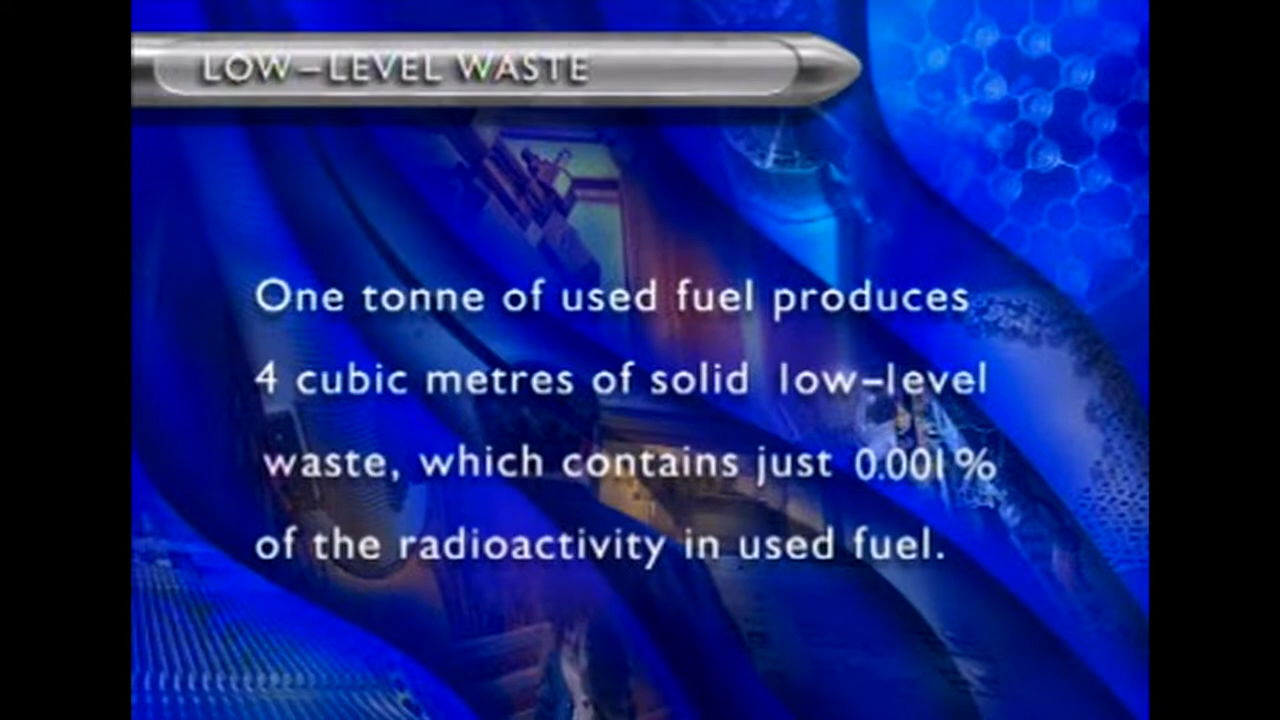 LOW–LEVEL WASTE
One tonne of used fuel produces
4 cubic metres of solid low–level
waste, which contains just 0.001%
of the radioactivity in used fuel.